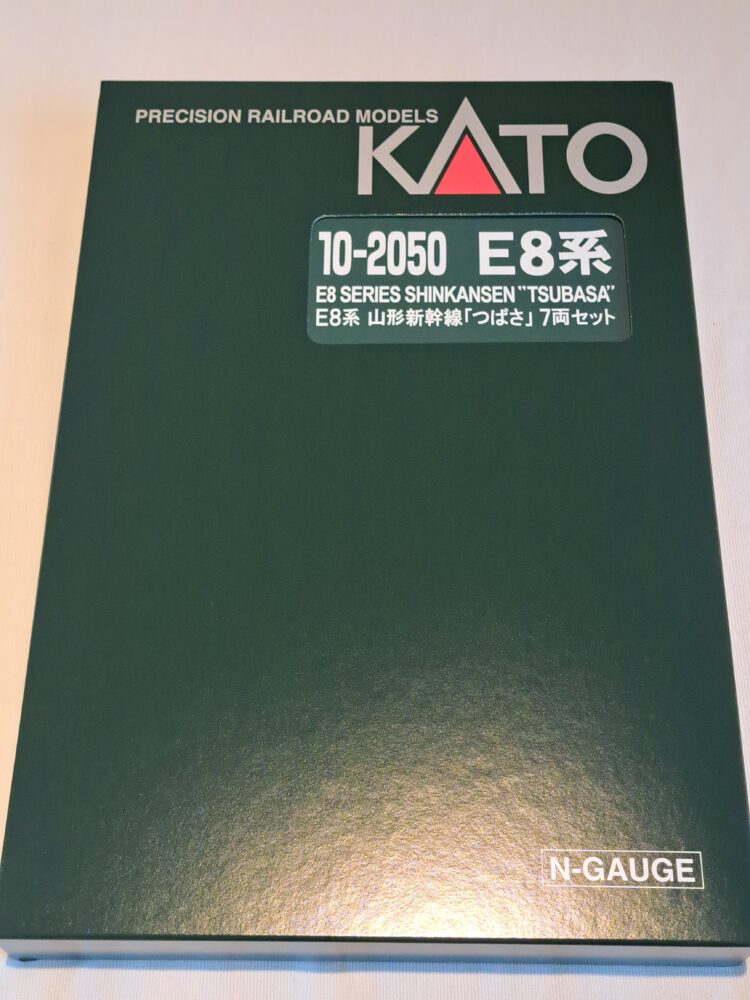 PRECISION RAILROAD MODELS
KATO
10-2050 E8系
E8 SERIES SHINKANSEN "TSUBASA"
E8系 山形新幹線「つばさ」7両セット
N-GAUGE